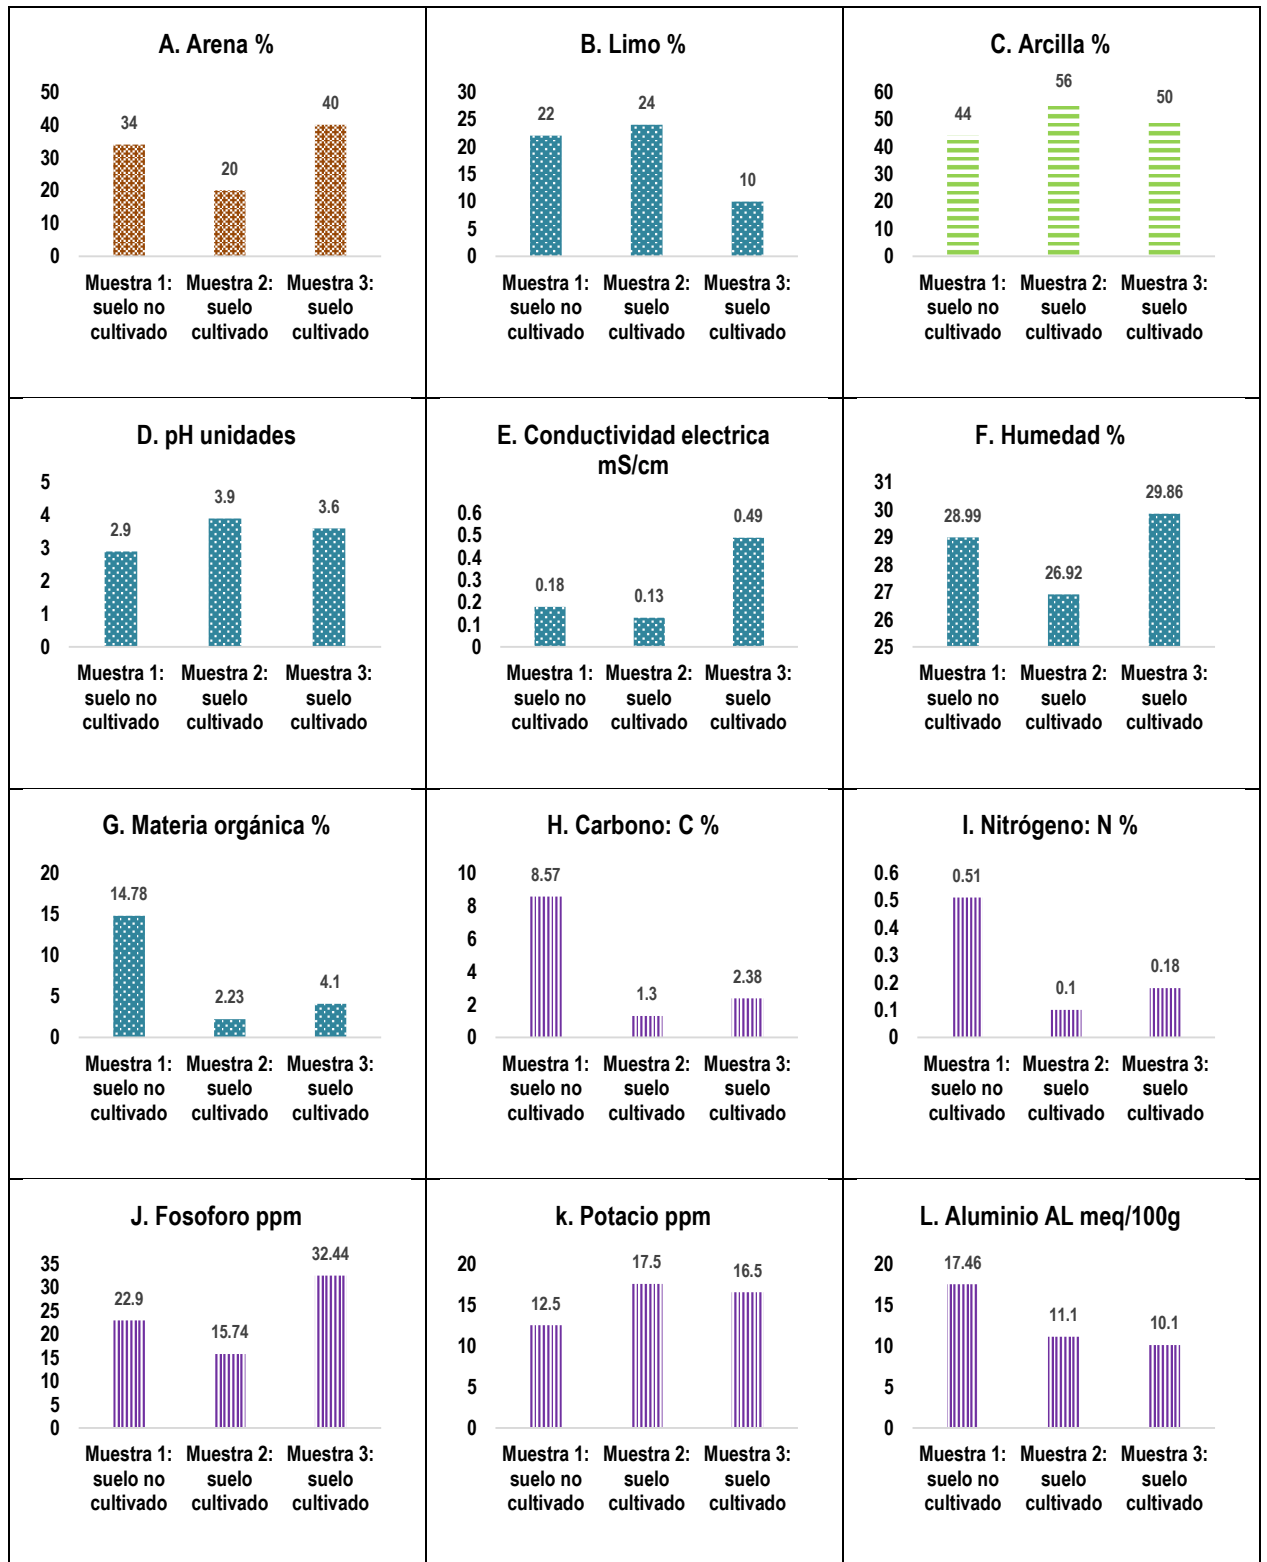 A. Arena %
50
40
30
20
10
0
34
20
40
Muestra 1: Muestra 2: Muestra 3:
suelo no suelo suelo
cultivado cultivado cultivado
B. Limo %
30
25
20
15
10
5
0
22
24
10
Muestra 1: Muestra 2: Muestra 3:
suelo no suelo suelo
cultivado cultivado cultivado
C. Arcilla %
60
50
40
30
20
10
0
44
56
50
Muestra 1: Muestra 2: Muestra 3:
suelo no suelo suelo
cultivado cultivado cultivado
D. pH unidades
5
4
3
2
1
0
2.9
3.9
3.6
Muestra 1: Muestra 2: Muestra 3:
suelo no suelo suelo
cultivado cultivado cultivado
E. Conductividad electrica
mS/cm
0.6
0.5
0.4
0.3
0.2
0.1
0
0.18
0.13
0.49
Muestra 1: Muestra 2: Muestra 3:
suelo no suelo suelo
cultivado cultivado cultivado
F. Humedad %
31
30
29
28
27
26
25
28.99
26.92
29.86
Muestra 1: Muestra 2: Muestra 3:
suelo no suelo suelo
cultivado cultivado cultivado
G. Materia orgánica %
20
15
10
5
0
14.78
2.23
4.1
Muestra 1: Muestra 2: Muestra 3:
suelo no suelo suelo
cultivado cultivado cultivado
H. Carbono: C %
10
8
6
4
2
0
8.57
1.3
2.38
Muestra 1: Muestra 2: Muestra 3:
suelo no suelo suelo
cultivado cultivado cultivado
I. Nitrógeno: N %
0.6
0.5
0.4
0.3
0.2
0.1
0
0.51
0.1
0.18
Muestra 1: Muestra 2: Muestra 3:
suelo no suelo suelo
cultivado cultivado cultivado
J. Fosoforo ppm
35
30
25
20
15
10
5
0
22.9
15.74
32.44
Muestra 1: Muestra 2: Muestra 3:
suelo no suelo suelo
cultivado cultivado cultivado
k. Potacio ppm
20
15
10
5
0
12.5
17.5
16.5
Muestra 1: Muestra 2: Muestra 3:
suelo no suelo suelo
cultivado cultivado cultivado
L. Aluminio AL meq/100g
20
15
10
5
0
17.46
11.1
10.1
Muestra 1: Muestra 2: Muestra 3:
suelo no suelo suelo
cultivado cultivado cultivado